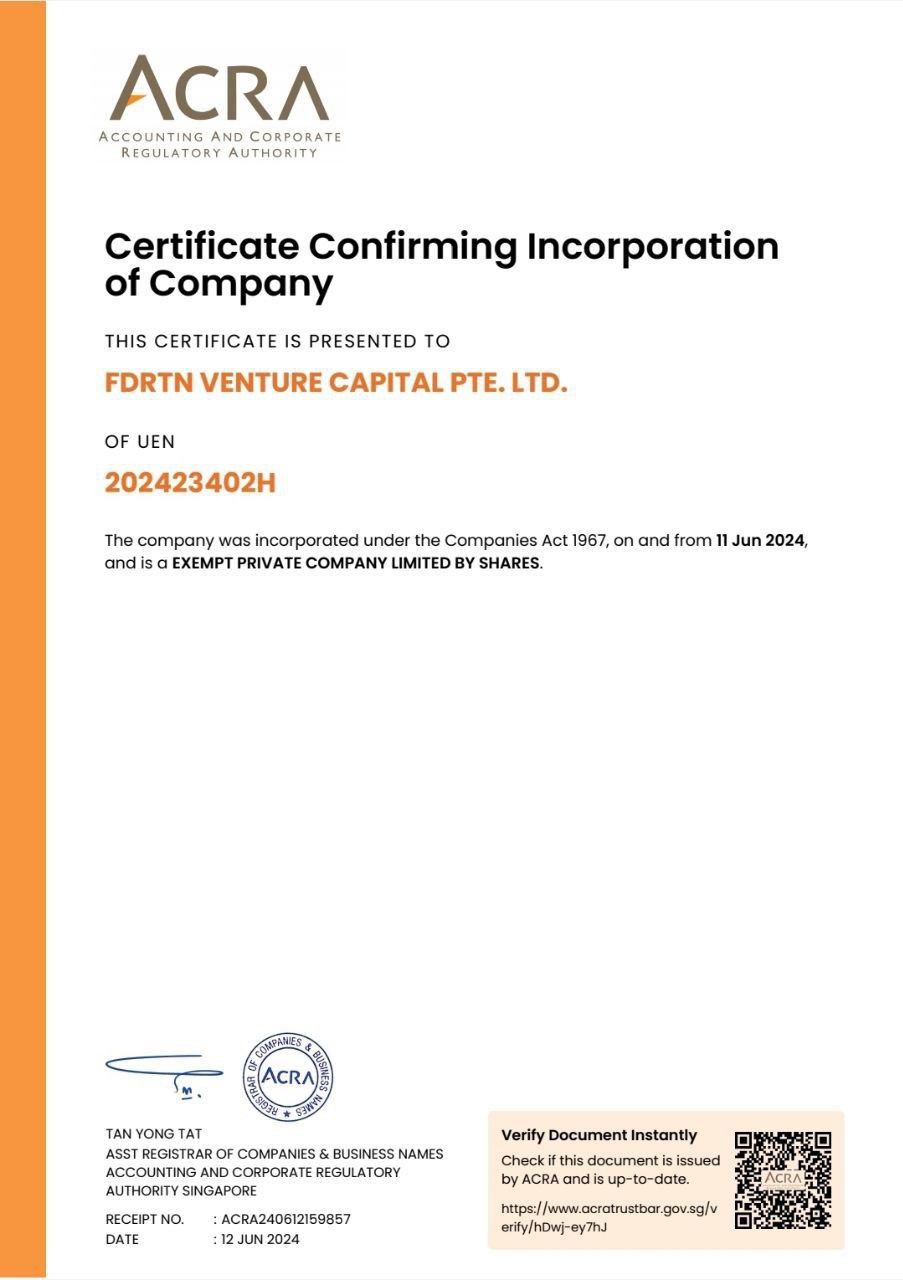 ACRA
ACCOUNTING AND CORPORATE
REGULATORY AUTHORITY
Certificate Confirming Incorporation
of Company
THIS CERTIFICATE IS PRESENTED TO
FDRTN VENTURE CAPITAL PTE. LTD.
OF UEN
202423402H
The company was incorporated under the Companies Act 1967, on and from 11 Jun 2024,
and is a EXEMPT PRIVATE COMPANY LIMITED BY SHARES.
REGISTRAR OF COMPANIES & BUSINESS NAMES
ACRA
TAN YONG TAT
ASST REGISTRAR OF COMPANIES & BUSINESS NAMES
ACCOUNTING AND CORPORATE REGULATORY
AUTHORITY SINGAPORE
RECEIPT NO. : ACRA240612159857
DATE : 12 JUN 2024
Verify Document Instantly
Check if this document is issued
by ACRA and is up-to-date.
https://www.acratrustbar.gov.sg/v
erify/hDwj-ey7hJ
ACRA